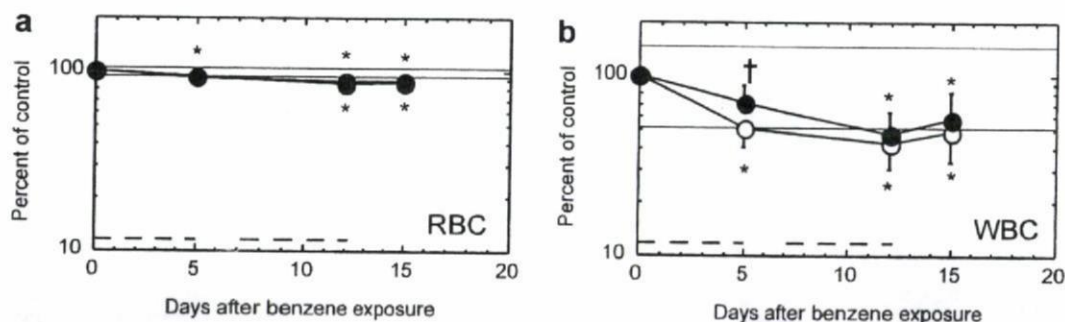 a
Percent of control
100
10
* * *
* *
RBC
0 5 10 15 20
Days after benzene exposure
b
Percent of control
100
10
† * *
* * *
WBC
0 5 10 15 20
Days after benzene exposure